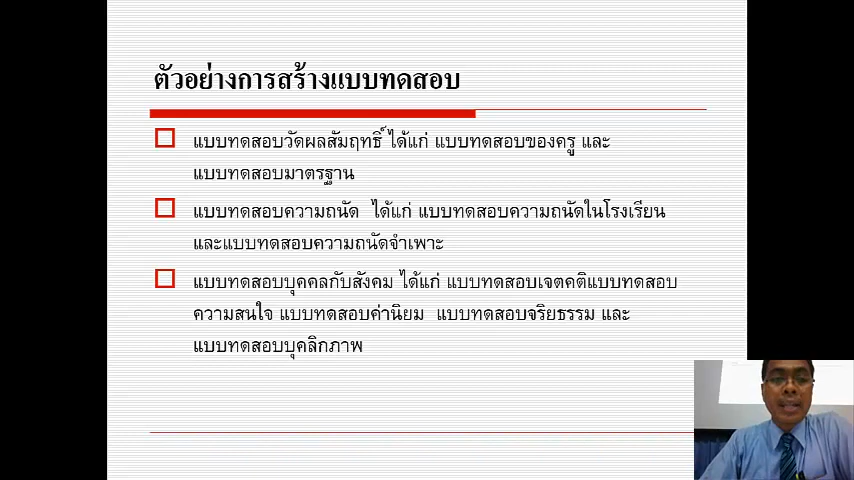 ตัวอย่างการสร้างแบบทดสอบ
แบบทดสอบวัดผลสัมฤทธิ์ ได้แก่ แบบทดสอบของครู และ
แบบทดสอบมาตรฐาน
แบบทดสอบความถนัด ได้แก่ แบบทดสอบความถนัดในโรงเรียน
และแบบทดสอบความถนัดจำเพาะ
แบบทดสอบบุคคลกับสังคม ได้แก่ แบบทดสอบเจตคติแบบทดสอบ
ความสนใจ แบบทดสอบค่านิยม แบบทดสอบจริยธรรม และ
แบบทดสอบบุคลิกภาพ